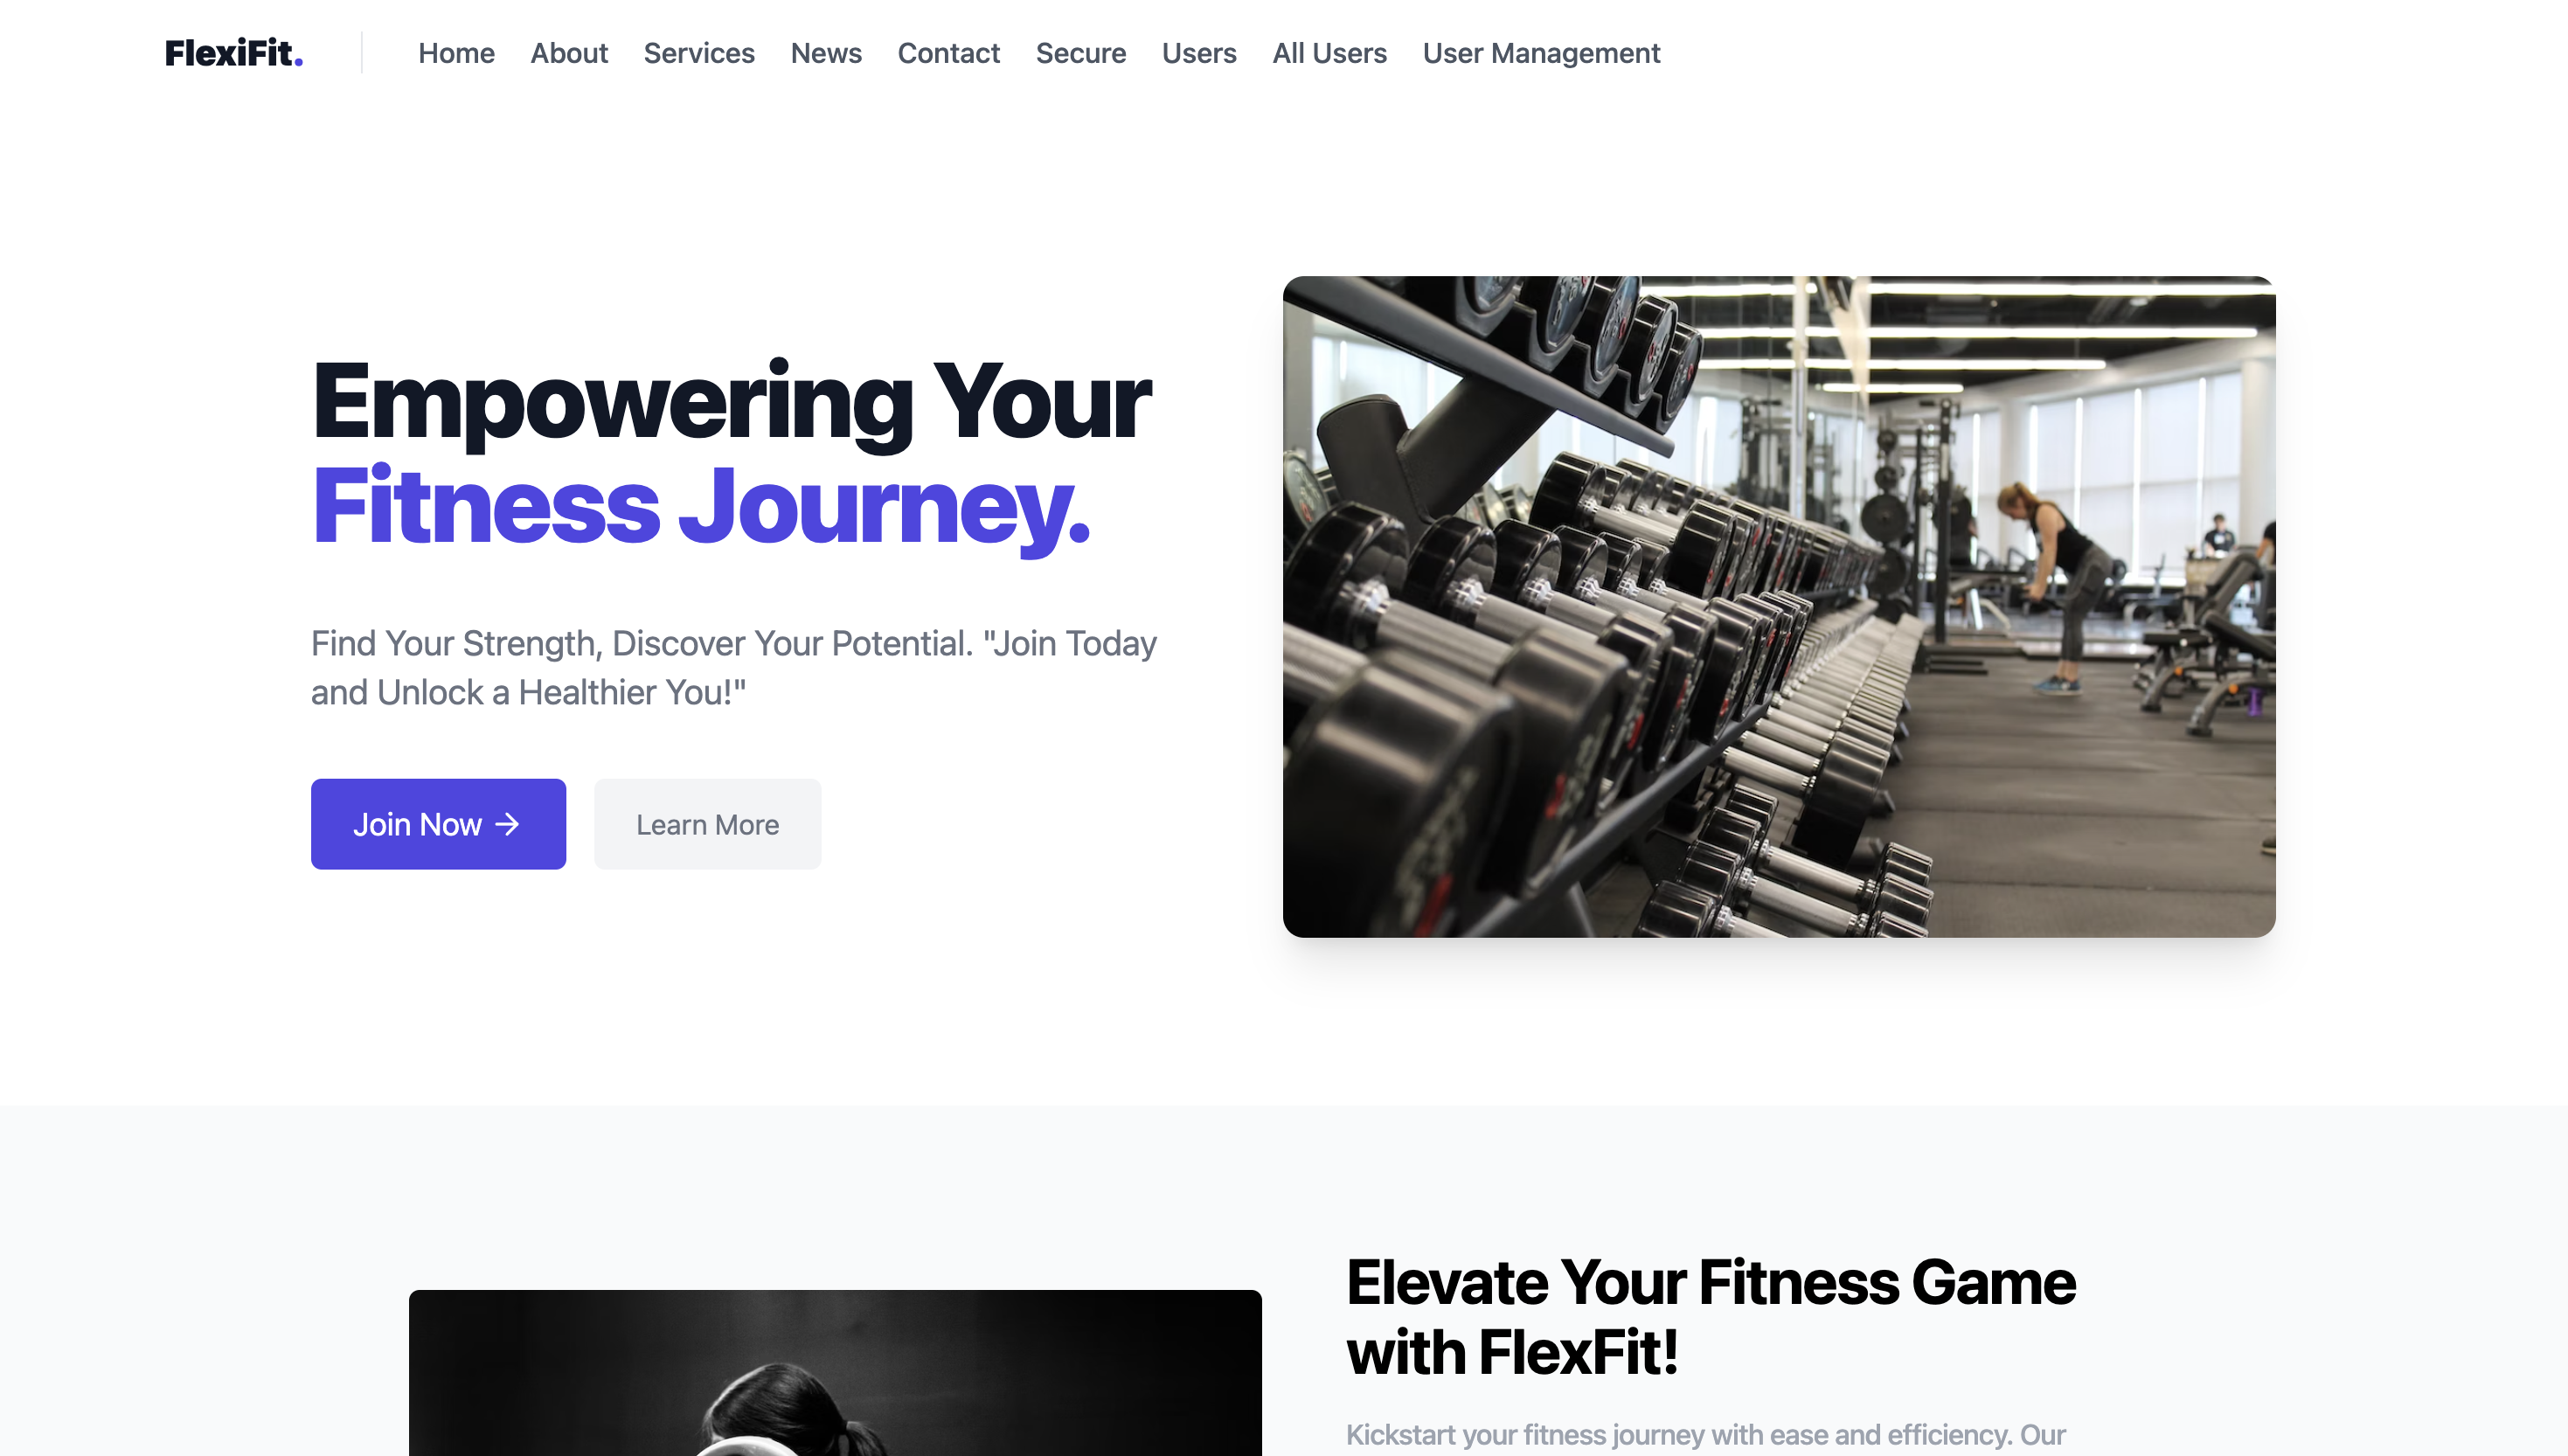 FlexiFit.
Home About Services News Contact Secure Users All Users User Management
Empowering Your
Fitness Journey.
Find Your Strength, Discover Your Potential. "Join Today
and Unlock a Healthier You!"
Join Now →
Learn More
Elevate Your Fitness Game
with FlexFit!
Kickstart your fitness journey with ease and efficiency. Our